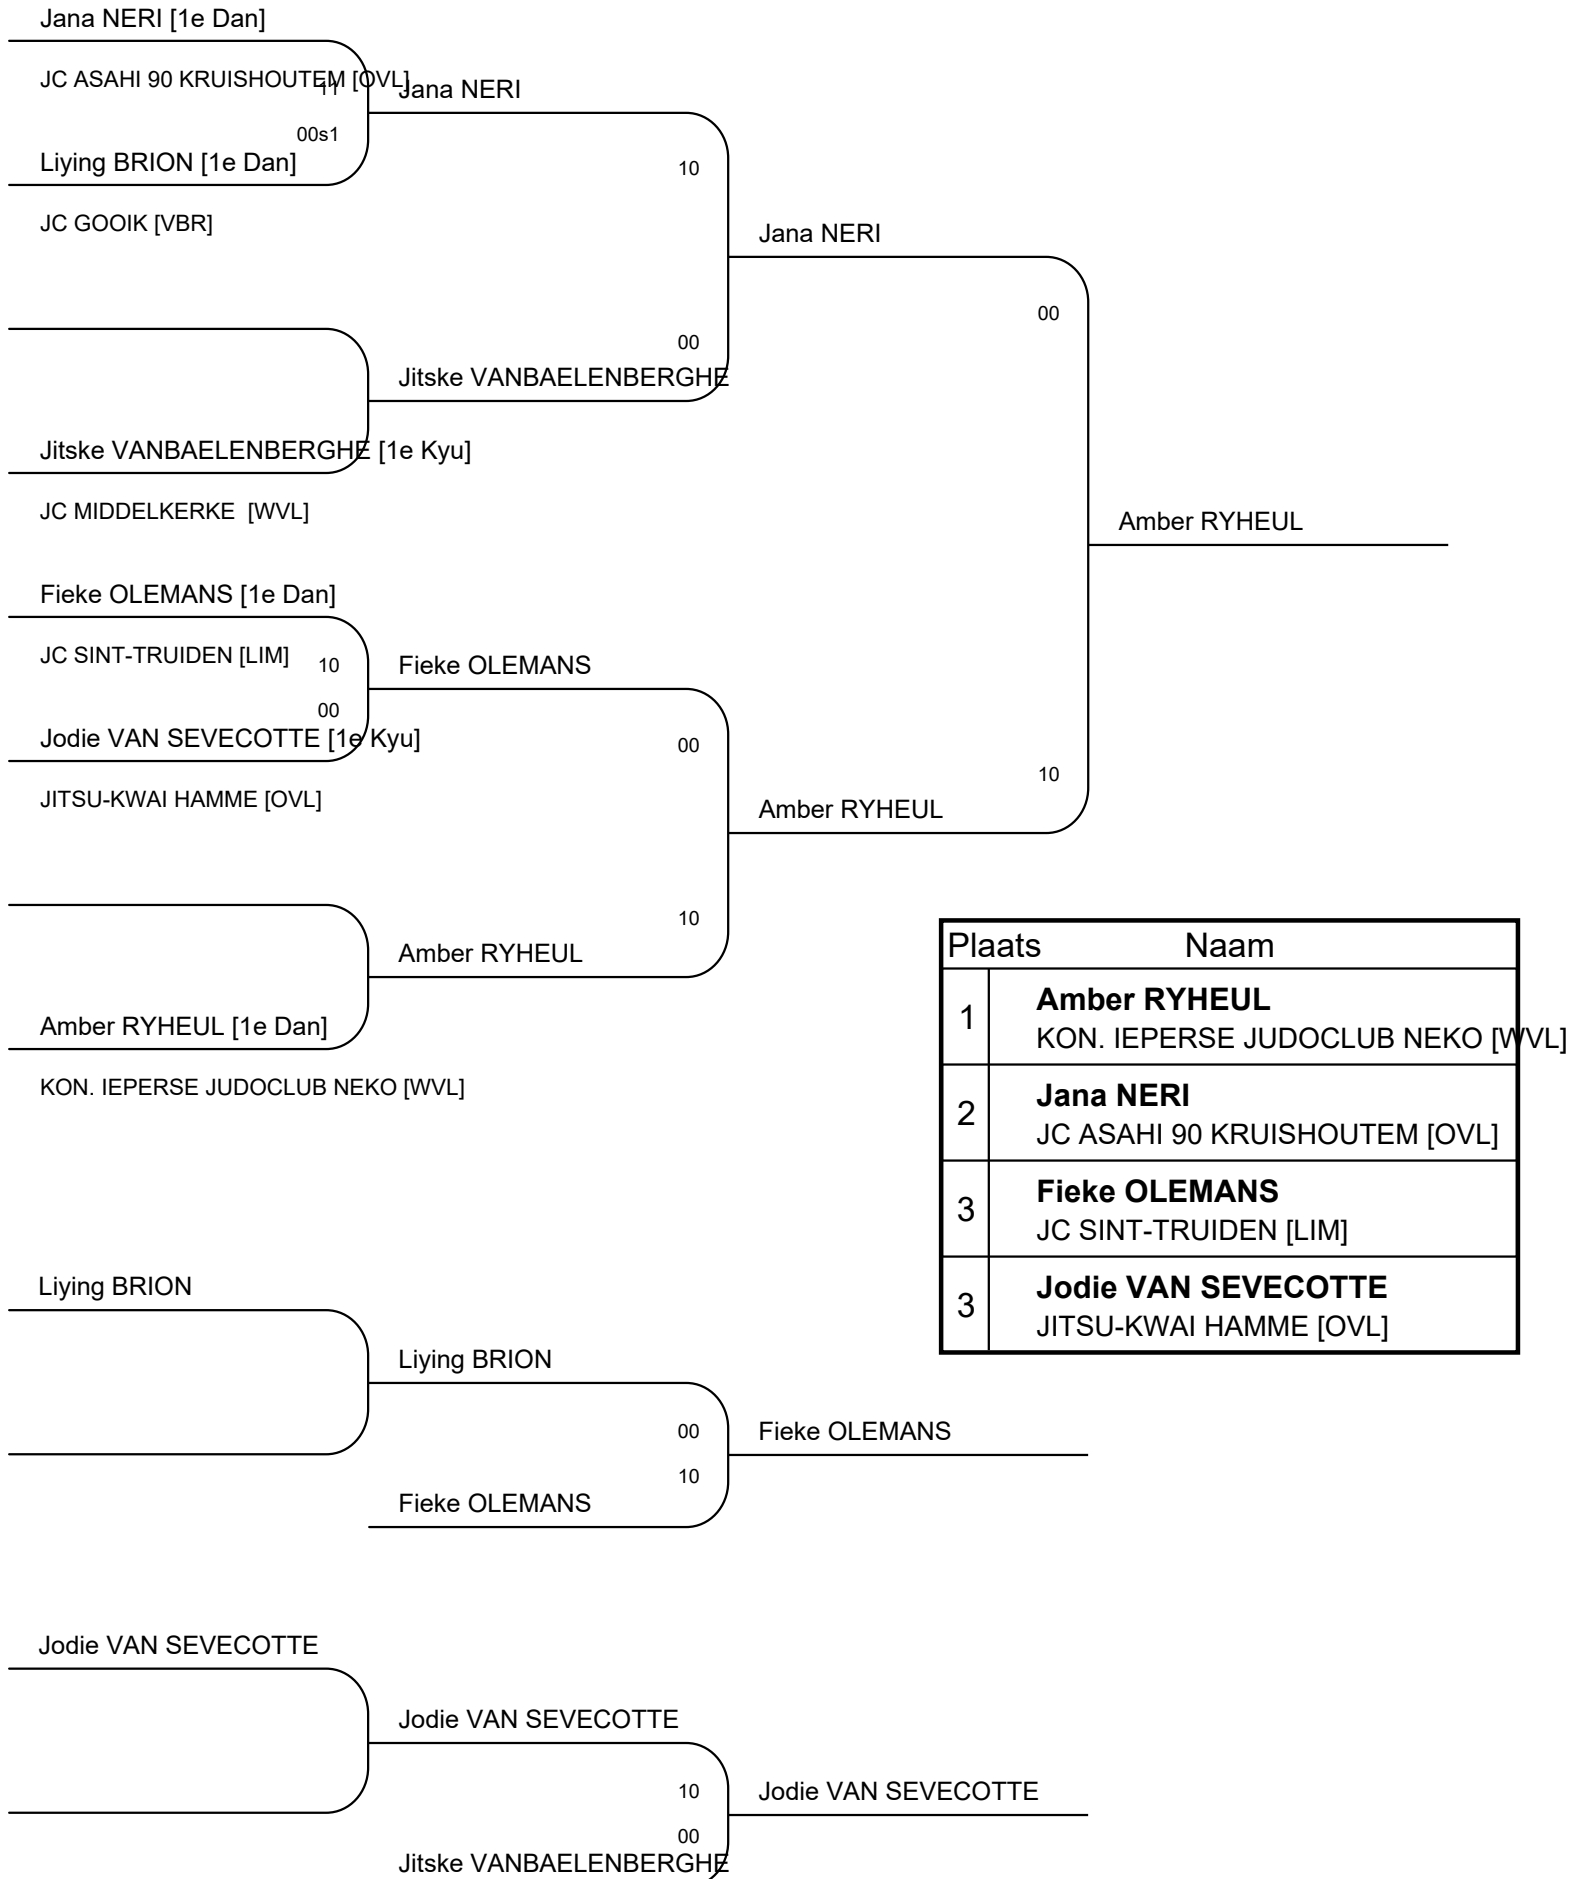 Jana NERI [1e Dan]
JC ASAHI 90 KRUISHOUTEM [OVL]
11
Jana NERI
00s1
Liying BRION [1e Dan]
10
JC GOOIK [VBR]
Jana NERI
00
00
Jitske VANBAELENBERGHE
Jitske VANBAELENBERGHE [1e Kyu]
JC MIDDELKERKE [WVL]
Amber RYHEUL
Fieke OLEMANS [1e Dan]
JC SINT-TRUIDEN [LIM]
10
Fieke OLEMANS
00
Jodie VAN SEVECOTTE [1e Kyu]
00
10
JITSU-KWAI HAMME [OVL]
Amber RYHEUL
10
Amber RYHEUL
Amber RYHEUL [1e Dan]
KON. IEPERSE JUDOCLUB NEKO [WVL]
Plaats Naam
1 Amber RYHEUL
KON. IEPERSE JUDOCLUB NEKO [WVL]
2 Jana NERI
JC ASAHI 90 KRUISHOUTEM [OVL]
3 Fieke OLEMANS
JC SINT-TRUIDEN [LIM]
3 Jodie VAN SEVECOTTE
JITSU-KWAI HAMME [OVL]
Liying BRION
Liying BRION
00
Fieke OLEMANS
10
Fieke OLEMANS
Jodie VAN SEVECOTTE
Jodie VAN SEVECOTTE
10
Jodie VAN SEVECOTTE
00
Jitske VANBAELENBERGHE